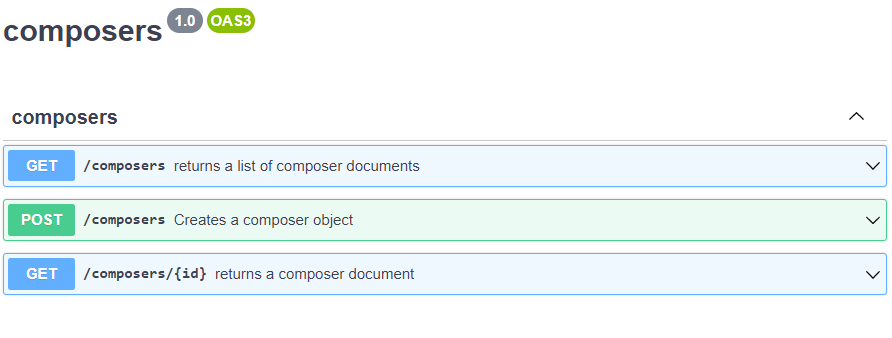 composers 1.0 OAS3
composers
GET /composers returns a list of composer documents
POST /composers Creates a composer object
GET /composers/{id} returns a composer document